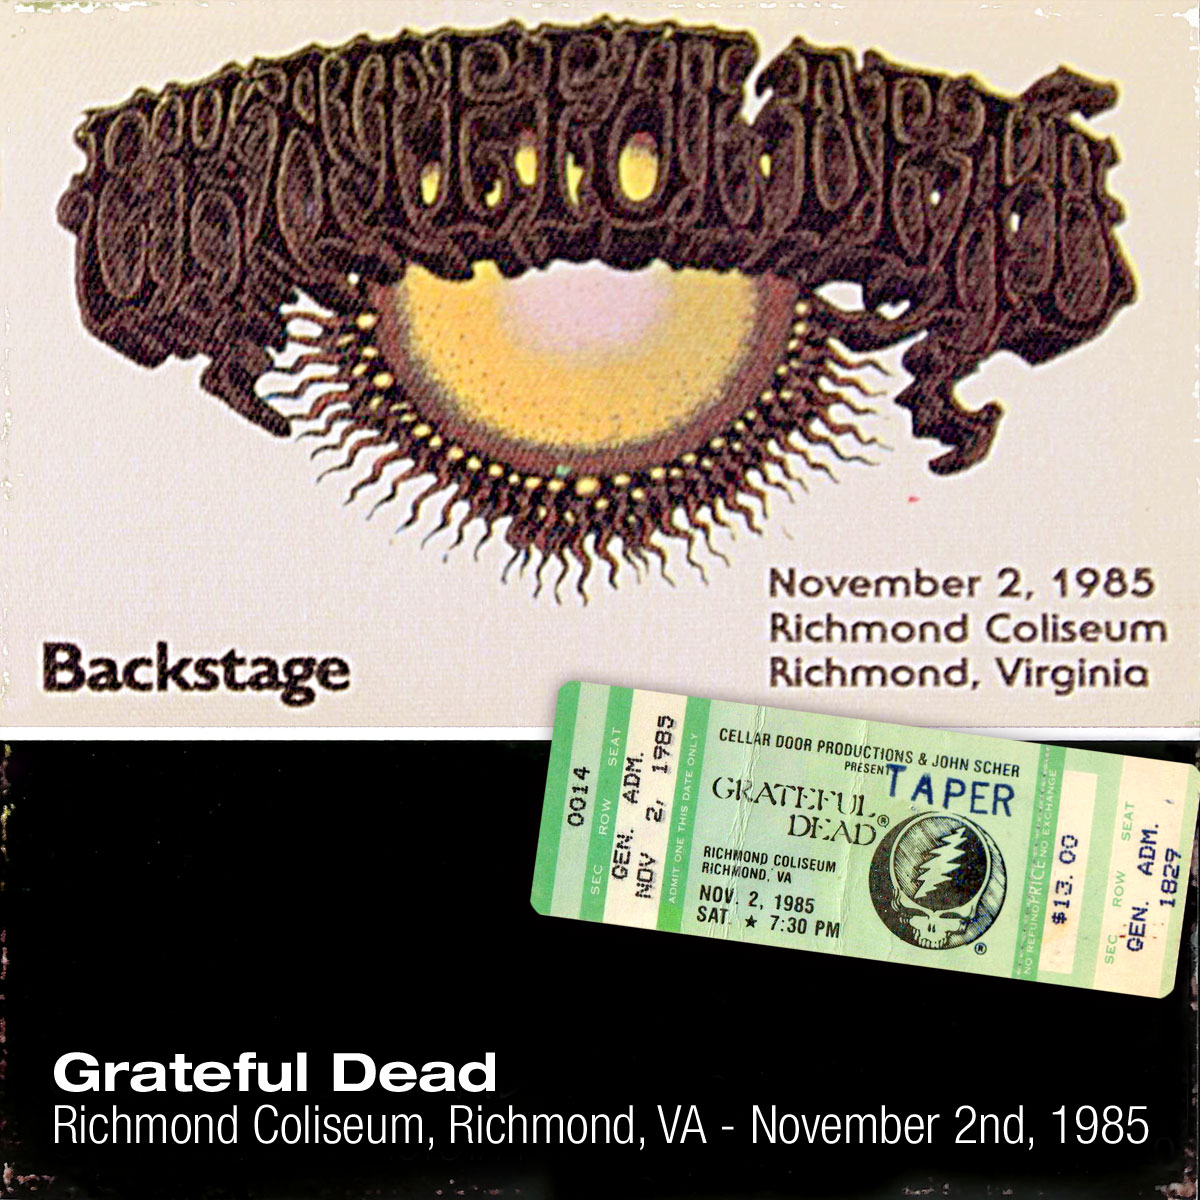 November 2, 1985
Richmond Coliseum
Richmond, Virginia
Backstage
0014
SEC ROW SEAT
GEN. ADM.
NOV 2, 1985
ADMIT ONE THIS DATE ONLY
CELLAR DOOR PRODUCTIONS & JOHN SCHER
PRESENT
TAPER
GRATEFUL
DEAD®
RICHMOND COLISEUM
RICHMOND, VA
NOV. 2, 1985
SAT. ★ 7:30 PM
®
NO REFUND PRICE NO EXCHANGE
$13.00
SEC ROW SEAT
GEN. ADM.
1829
Grateful Dead
Richmond Coliseum, Richmond, VA - November 2nd, 1985